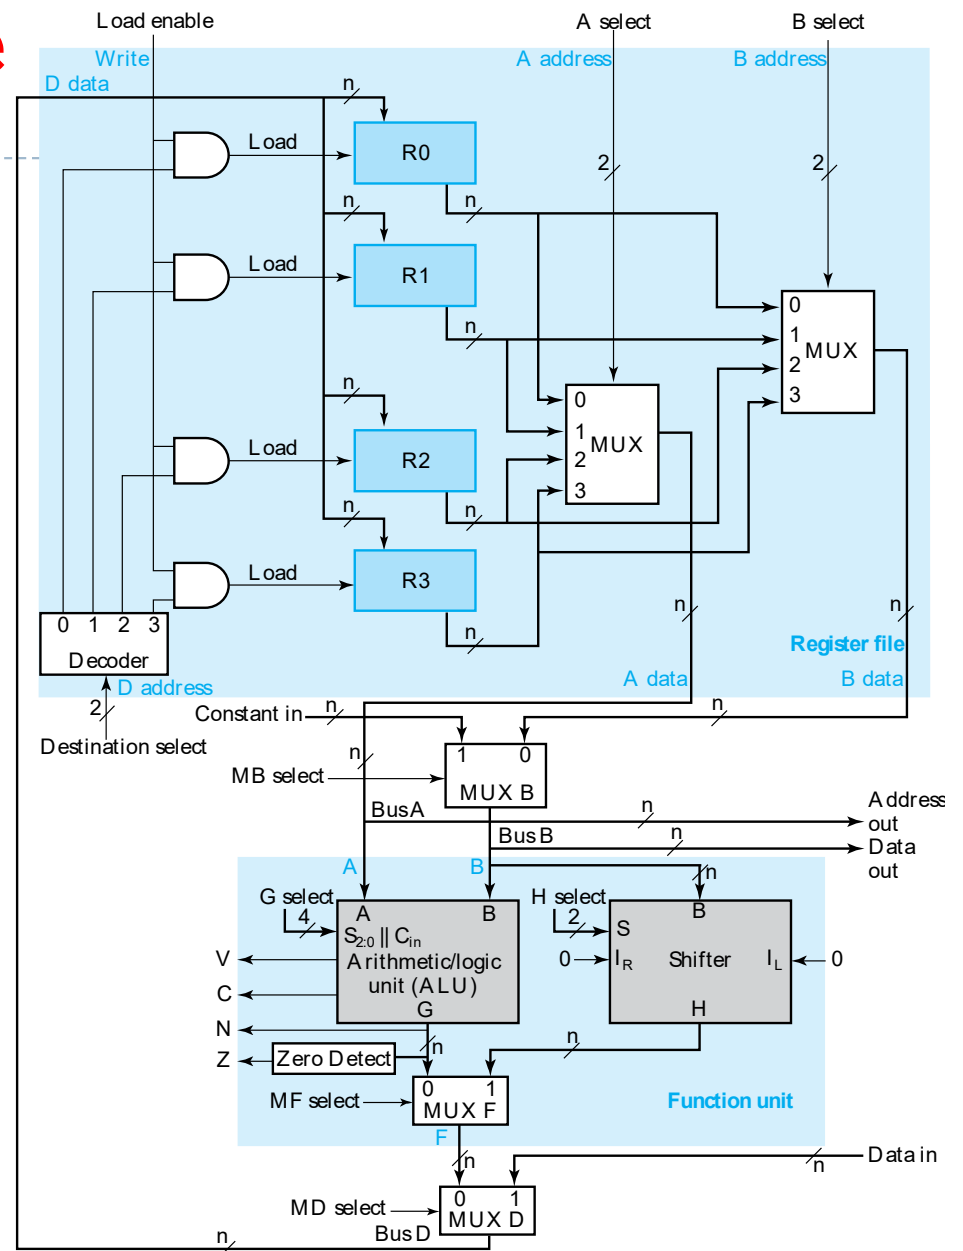 e
Load enable
A select
B select
Write
A address
B address
D data
n
Load
R0
2
2
n
n
Load
R1
n
0
1
MUX
2
3
n
0
1
MUX
2
3
Load
R2
n
n
Load
R3
n
n
n
0 1 2 3
Decoder
Register file
D address
A data
B data
2
Destination select
Constant in
n
n
n
1 0
MB select
MUX B
Bus A
n
Address
out
Bus B
n
Data
out
A
B
n
G select
4
A
B
H select
2
B
S2:0 || Cin
S
V
Arithmetic/logic
unit (ALU)
0
IR
Shifter
IL
0
C
G
H
N
n
n
Z
Zero Detect
0 1
MF select
MUX F
Function unit
F
n
Data in
n
0 1
MD select
MUX D
Bus D
n